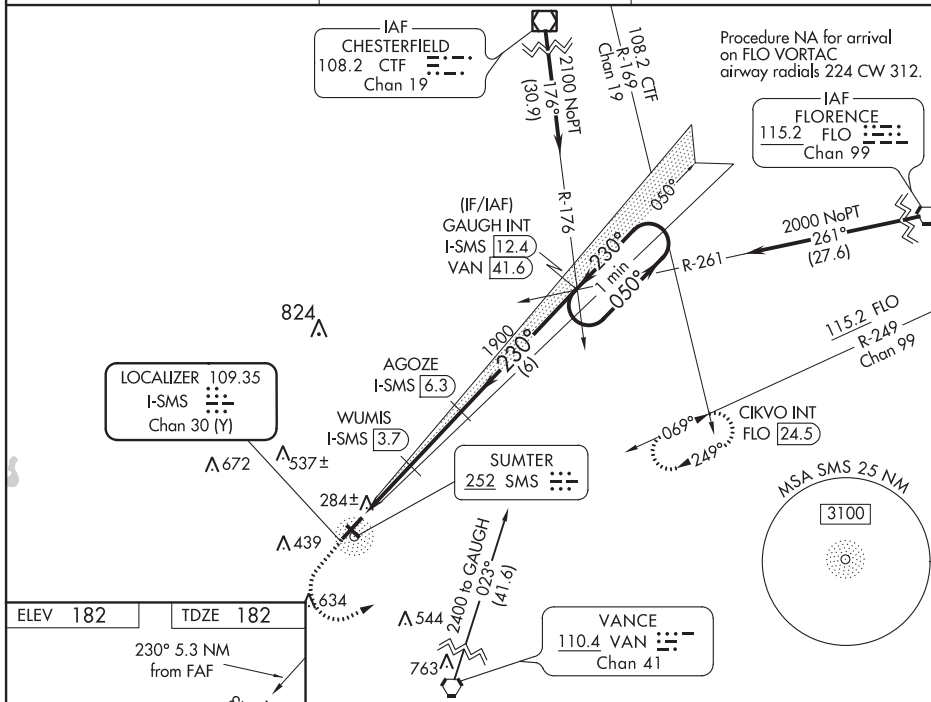 IAF
CHESTERFIELD
108.2 CTF
Chan 19
2100 NoPT
176°
(30.9)
R-176
108.2 CTF
R-169
Chan 19
Procedure NA for arrival
on FLO VORTAC
airway radials 224 CW 312.
IAF
FLORENCE
115.2 FLO
Chan 99
2000 NoPT
261°
(27.6)
R-261
(IF/IAF)
GAUGH INT
I-SMS 12.4
VAN 41.6
050°
230°
1 min
050°
1900
230°
(6)
115.2 FLO
R-249
Chan 99
824
LOCALIZER 109.35
I-SMS
Chan 30 (Y)
AGOZE
I-SMS 6.3
WUMIS
I-SMS 3.7
CIKVO INT
FLO 24.5
069°
249°
672
537±
284±
439
634
SUMTER
252 SMS
MSA SMS 25 NM
3100
2400 to GAUGH
023°
(41.6)
544
763
VANCE
110.4 VAN
Chan 41
ELEV 182
TDZE 182
230° 5.3 NM
from FAF